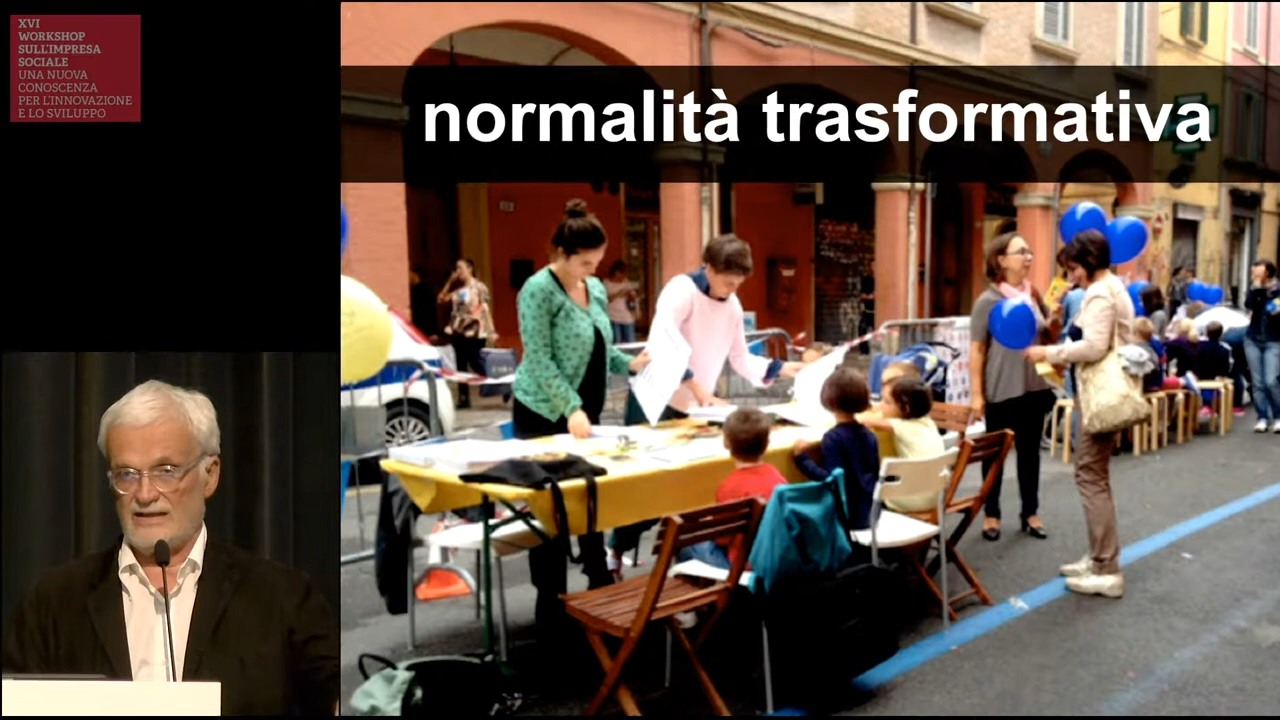 XVI
WORKSHOP
SULL'IMPRESA
SOCIALE
UNA NUOVA
CONOSCENZA
PER L'INNOVAZIONE
E LO SVILUPPO
normalità trasformativa